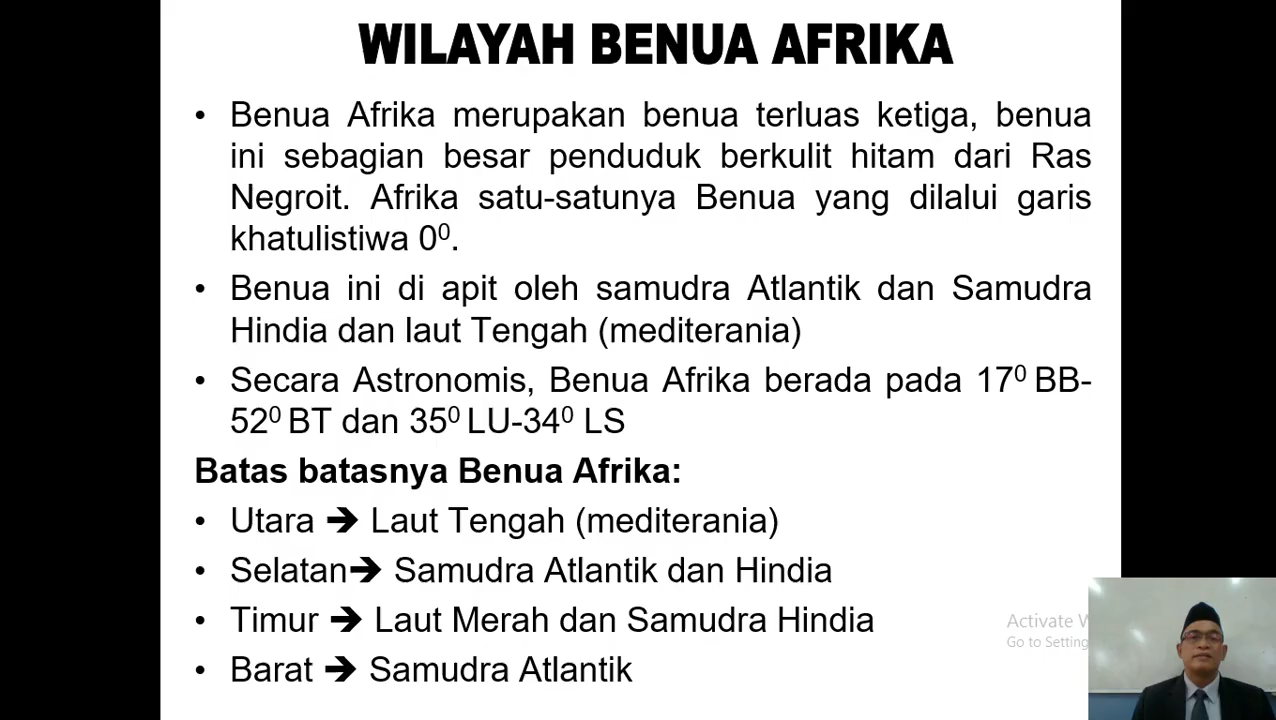 WILAYAH BENUA AFRIKA
• Benua Afrika merupakan benua terluas ketiga, benua
ini sebagian besar penduduk berkulit hitam dari Ras
Negroit. Afrika satu-satunya Benua yang dilalui garis
khatulistiwa 0⁰.
• Benua ini di apit oleh samudra Atlantik dan Samudra
Hindia dan laut Tengah (mediterania)
• Secara Astronomis, Benua Afrika berada pada 17⁰ BB-
52⁰ BT dan 35⁰ LU-34⁰ LS
Batas batasnya Benua Afrika:
• Utara ➔ Laut Tengah (mediterania)
• Selatan➔ Samudra Atlantik dan Hindia
• Timur ➔ Laut Merah dan Samudra Hindia
• Barat ➔ Samudra Atlantik
Activate W
Go to Setting